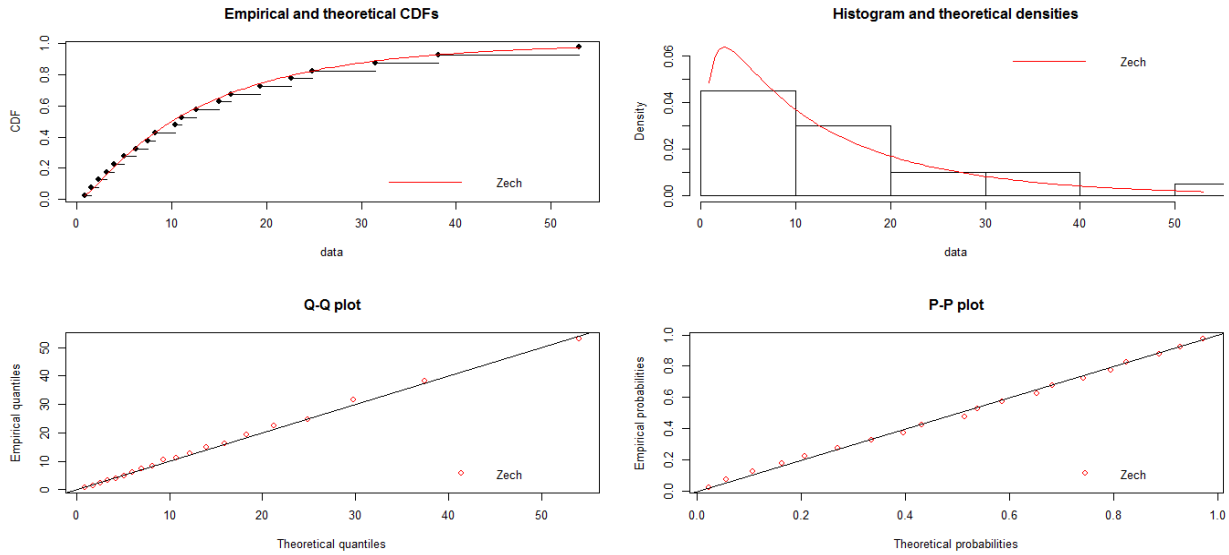 Empirical and theoretical CDFs
CDF
0.0 0.2 0.4 0.6 0.8 1.0
Zech
0 10 20 30 40 50
data
Histogram and theoretical densities
Density
0.00 0.02 0.04 0.06
Zech
0 10 20 30 40 50
data
Q-Q plot
Empirical quantiles
0 10 20 30 40 50
Zech
0 10 20 30 40 50
Theoretical quantiles
P-P plot
Empirical probabilities
0.0 0.2 0.4 0.6 0.8 1.0
Zech
0.0 0.2 0.4 0.6 0.8 1.0
Theoretical probabilities